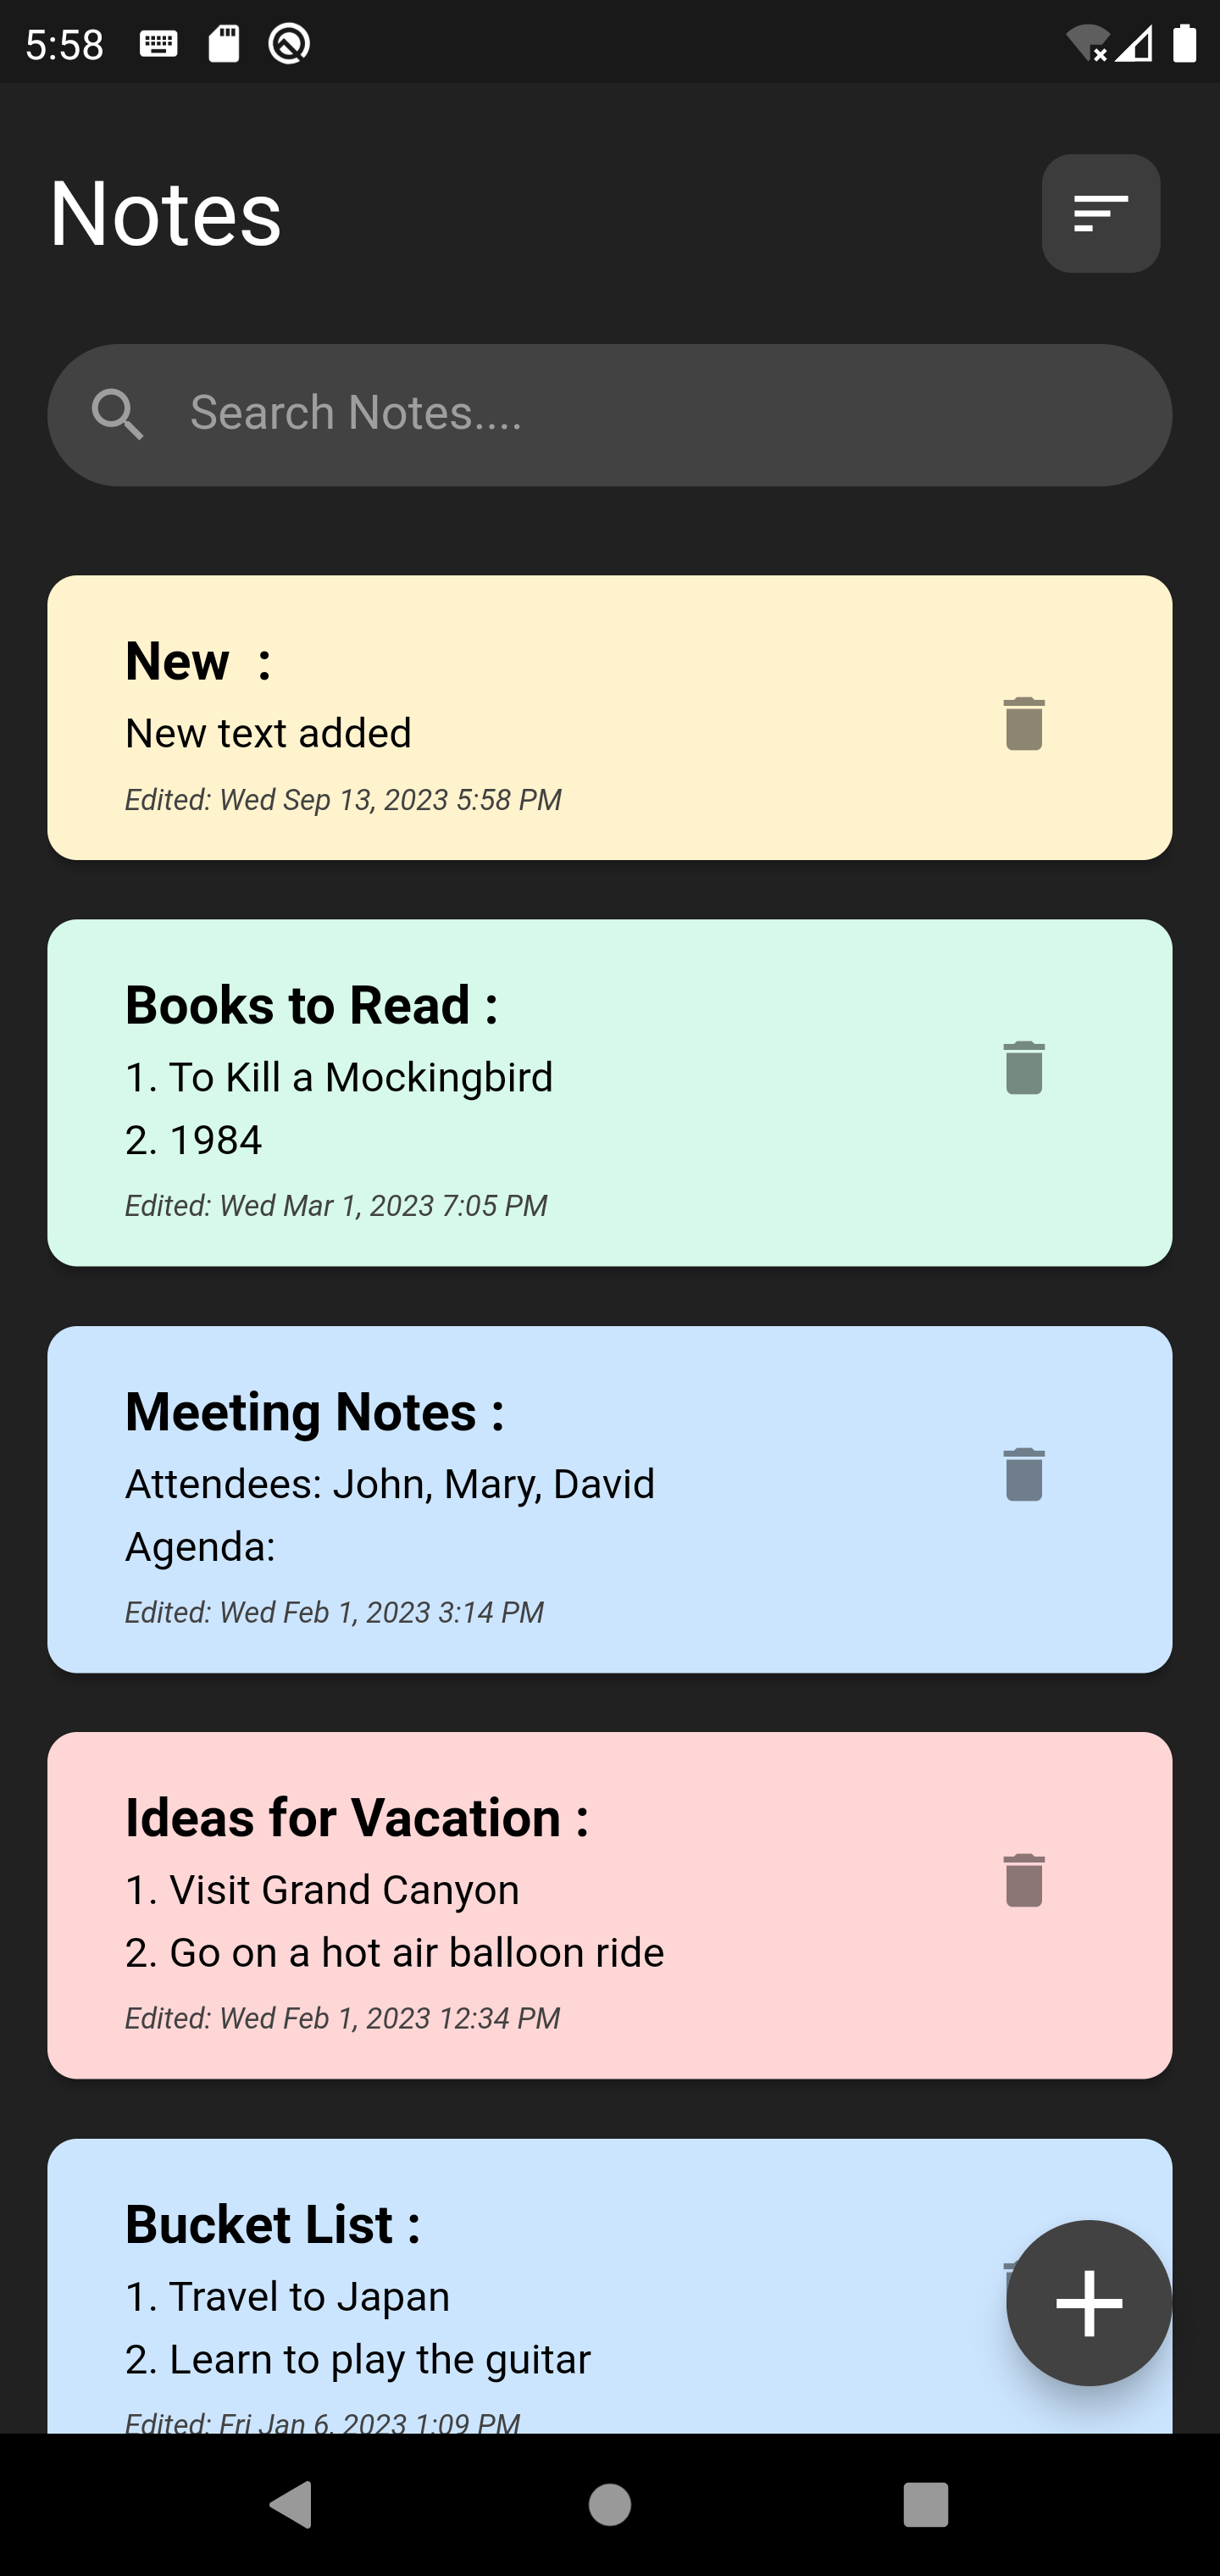 5:58
Notes
Search Notes....
New  :
New text added
Edited: Wed Sep 13, 2023 5:58 PM
Books to Read :
1. To Kill a Mockingbird
2. 1984
Edited: Wed Mar 1, 2023 7:05 PM
Meeting Notes :
Attendees: John, Mary, David
Agenda:
Edited: Wed Feb 1, 2023 3:14 PM
Ideas for Vacation :
1. Visit Grand Canyon
2. Go on a hot air balloon ride
Edited: Wed Feb 1, 2023 12:34 PM
Bucket List :
1. Travel to Japan
2. Learn to play the guitar
Edited: Fri Jan 6, 2023 1:09 PM